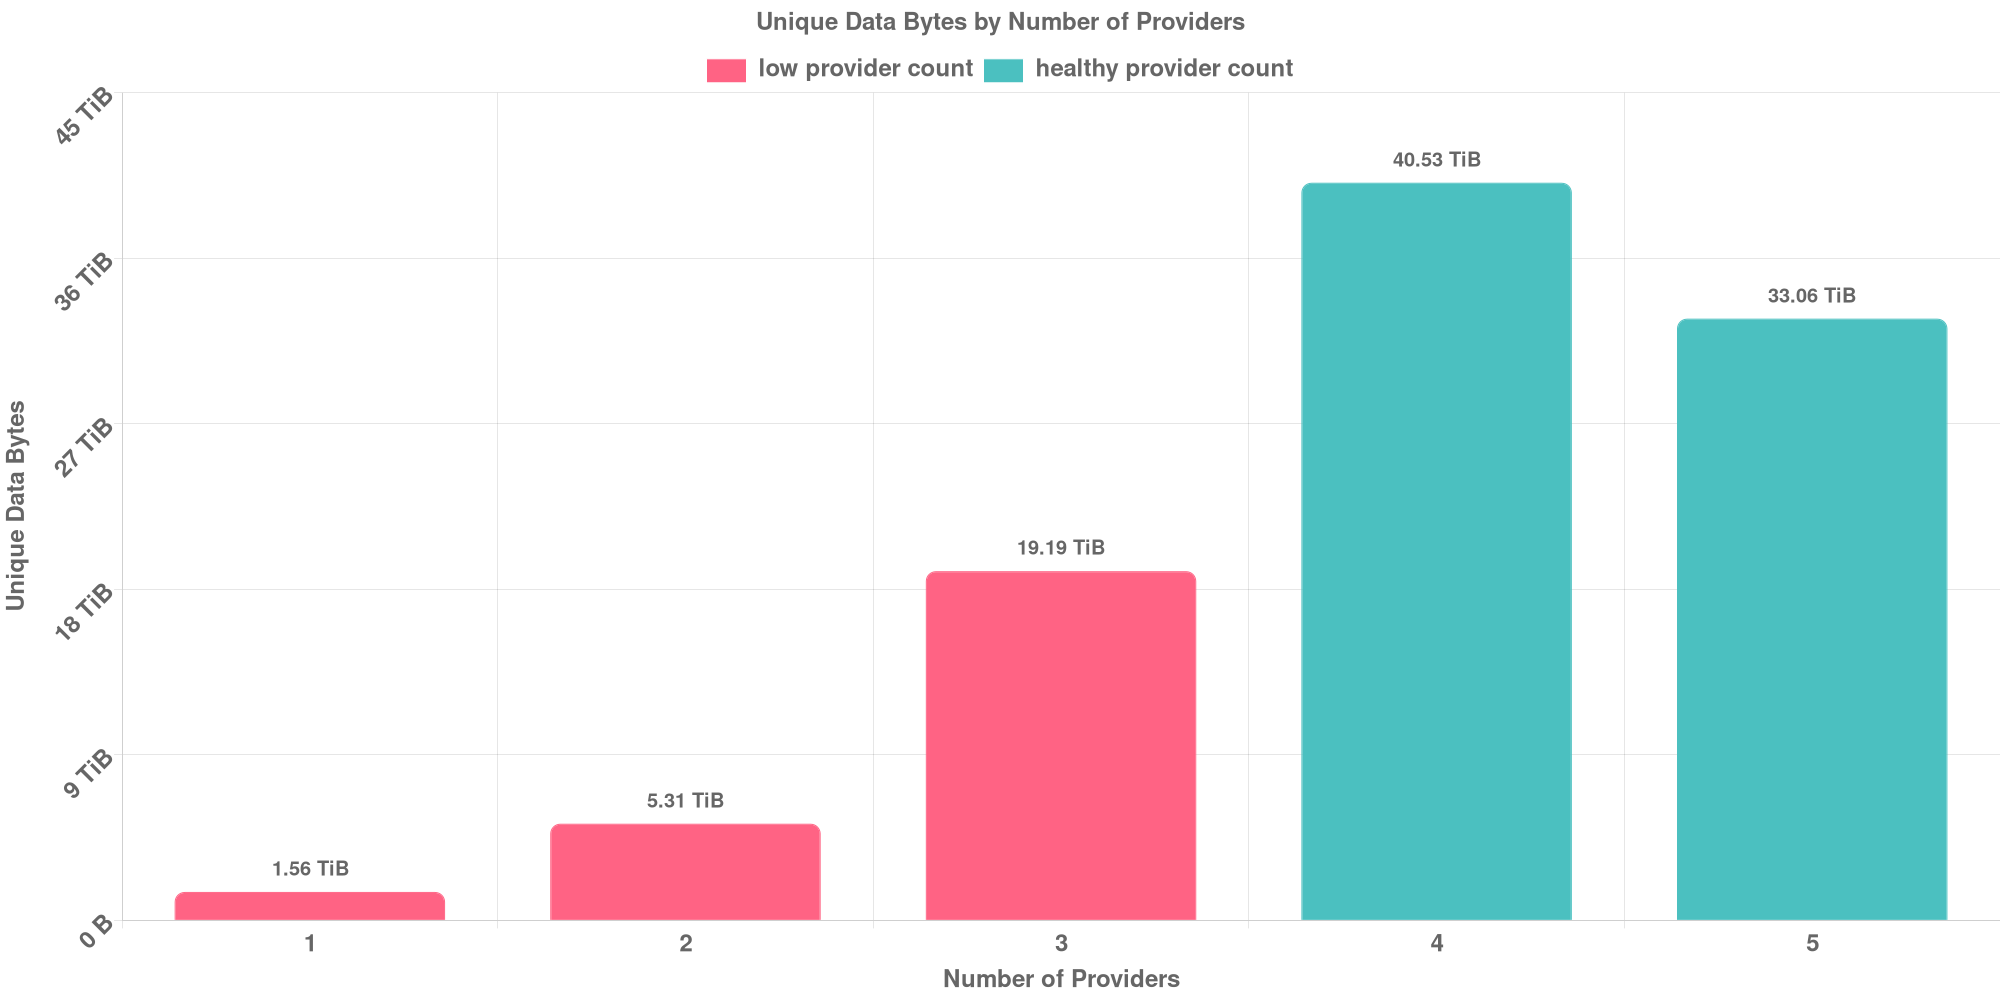 Unique Data Bytes by Number of Providers
low provider count healthy provider count
45 TiB
36 TiB
27 TiB
18 TiB
9 TiB
0 B
Unique Data Bytes
1.56 TiB
5.31 TiB
19.19 TiB
40.53 TiB
33.06 TiB
1 2 3 4 5
Number of Providers